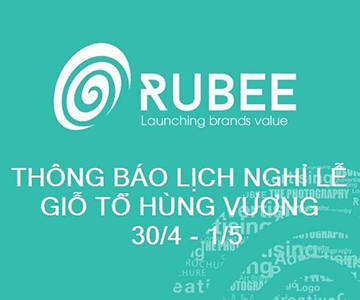 RUBEE
Launching brands value
THÔNG BÁO LỊCH NGHỈ LỄ
GIỖ TỔ HÙNG VƯƠNG
30/4 - 1/5